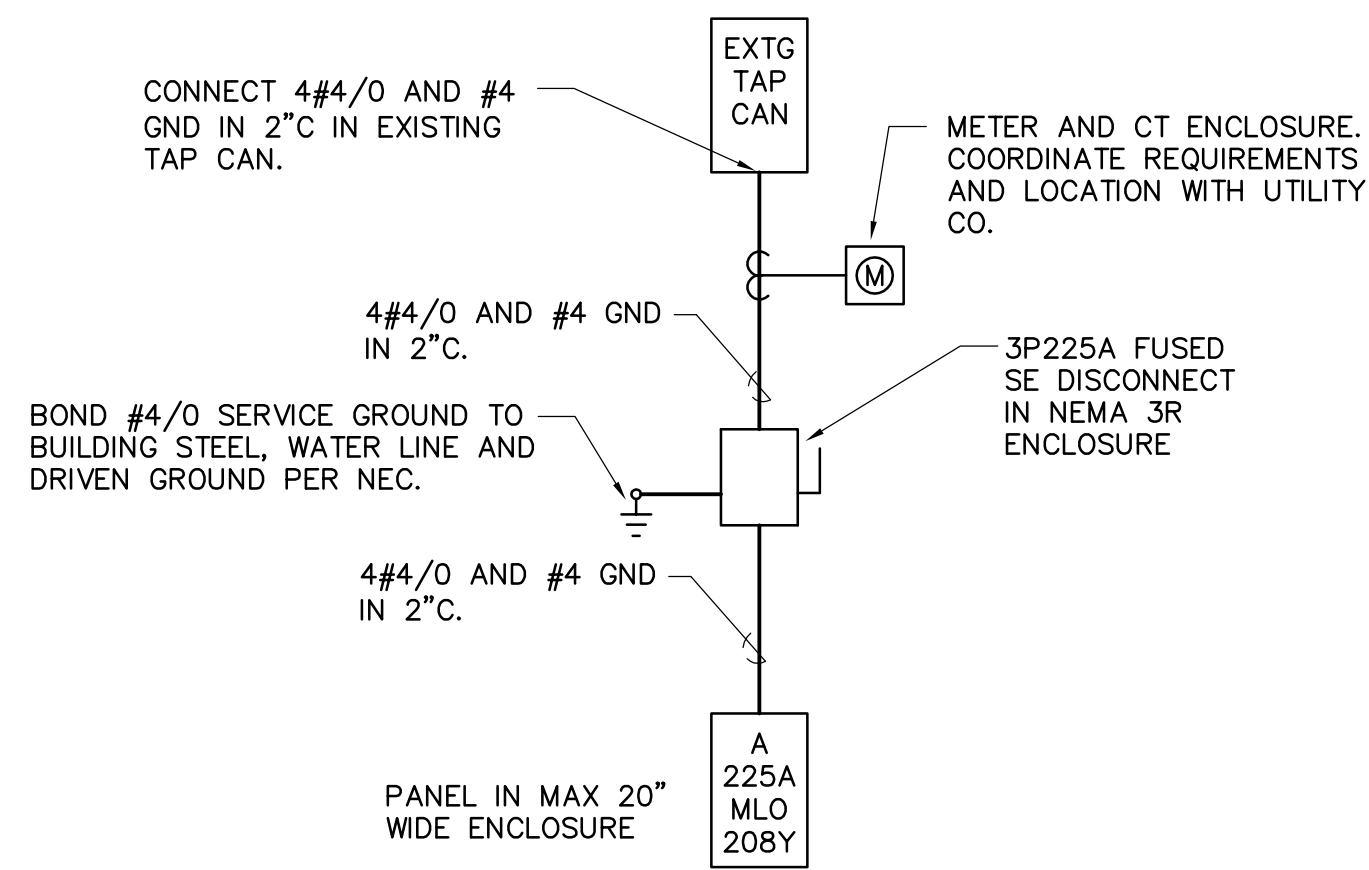 EXTG
TAP
CAN
CONNECT 4#4/0 AND #4
GND IN 2"C IN EXISTING
TAP CAN.
METER AND CT ENCLOSURE.
COORDINATE REQUIREMENTS
AND LOCATION WITH UTILITY
CO.
M
4#4/0 AND #4 GND
IN 2"C.
3P225A FUSED
SE DISCONNECT
IN NEMA 3R
ENCLOSURE
BOND #4/0 SERVICE GROUND TO
BUILDING STEEL, WATER LINE AND
DRIVEN GROUND PER NEC.
4#4/0 AND #4 GND
IN 2"C.
PANEL IN MAX 20"
WIDE ENCLOSURE
A
225A
MLO
208Y